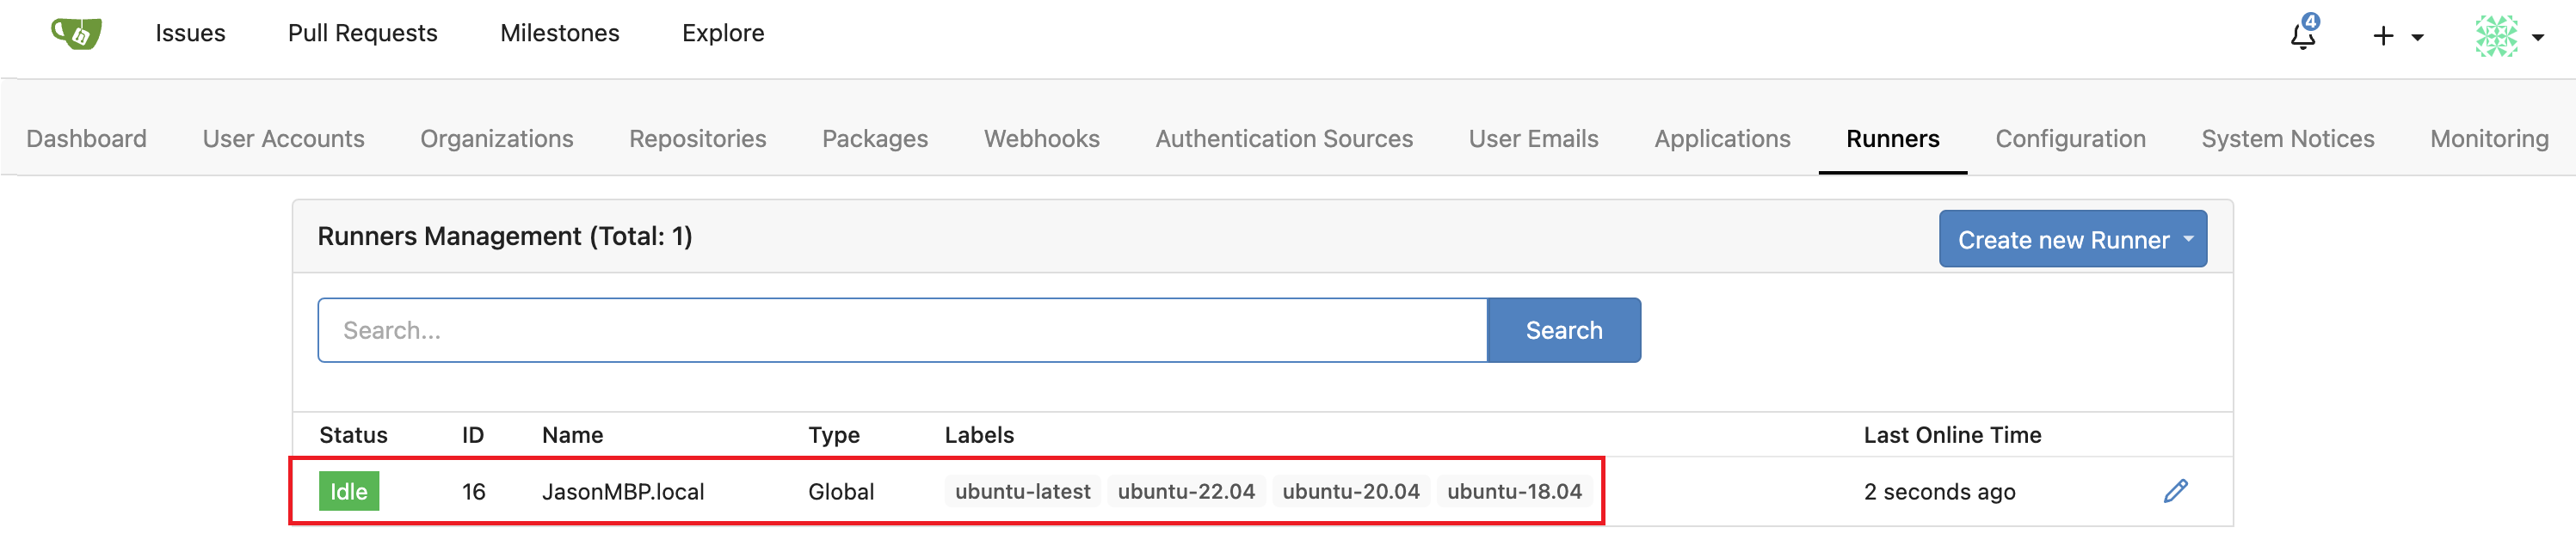 Issues Pull Requests Milestones Explore 4
Dashboard User Accounts Organizations Repositories Packages Webhooks Authentication Sources User Emails Applications Runners Configuration System Notices Monitoring
Runners Management (Total: 1) Create new Runner
Search... Search
Status ID Name Type Labels Last Online Time
Idle 16 JasonMBP.local Global ubuntu-latest ubuntu-22.04 ubuntu-20.04 ubuntu-18.04 2 seconds ago